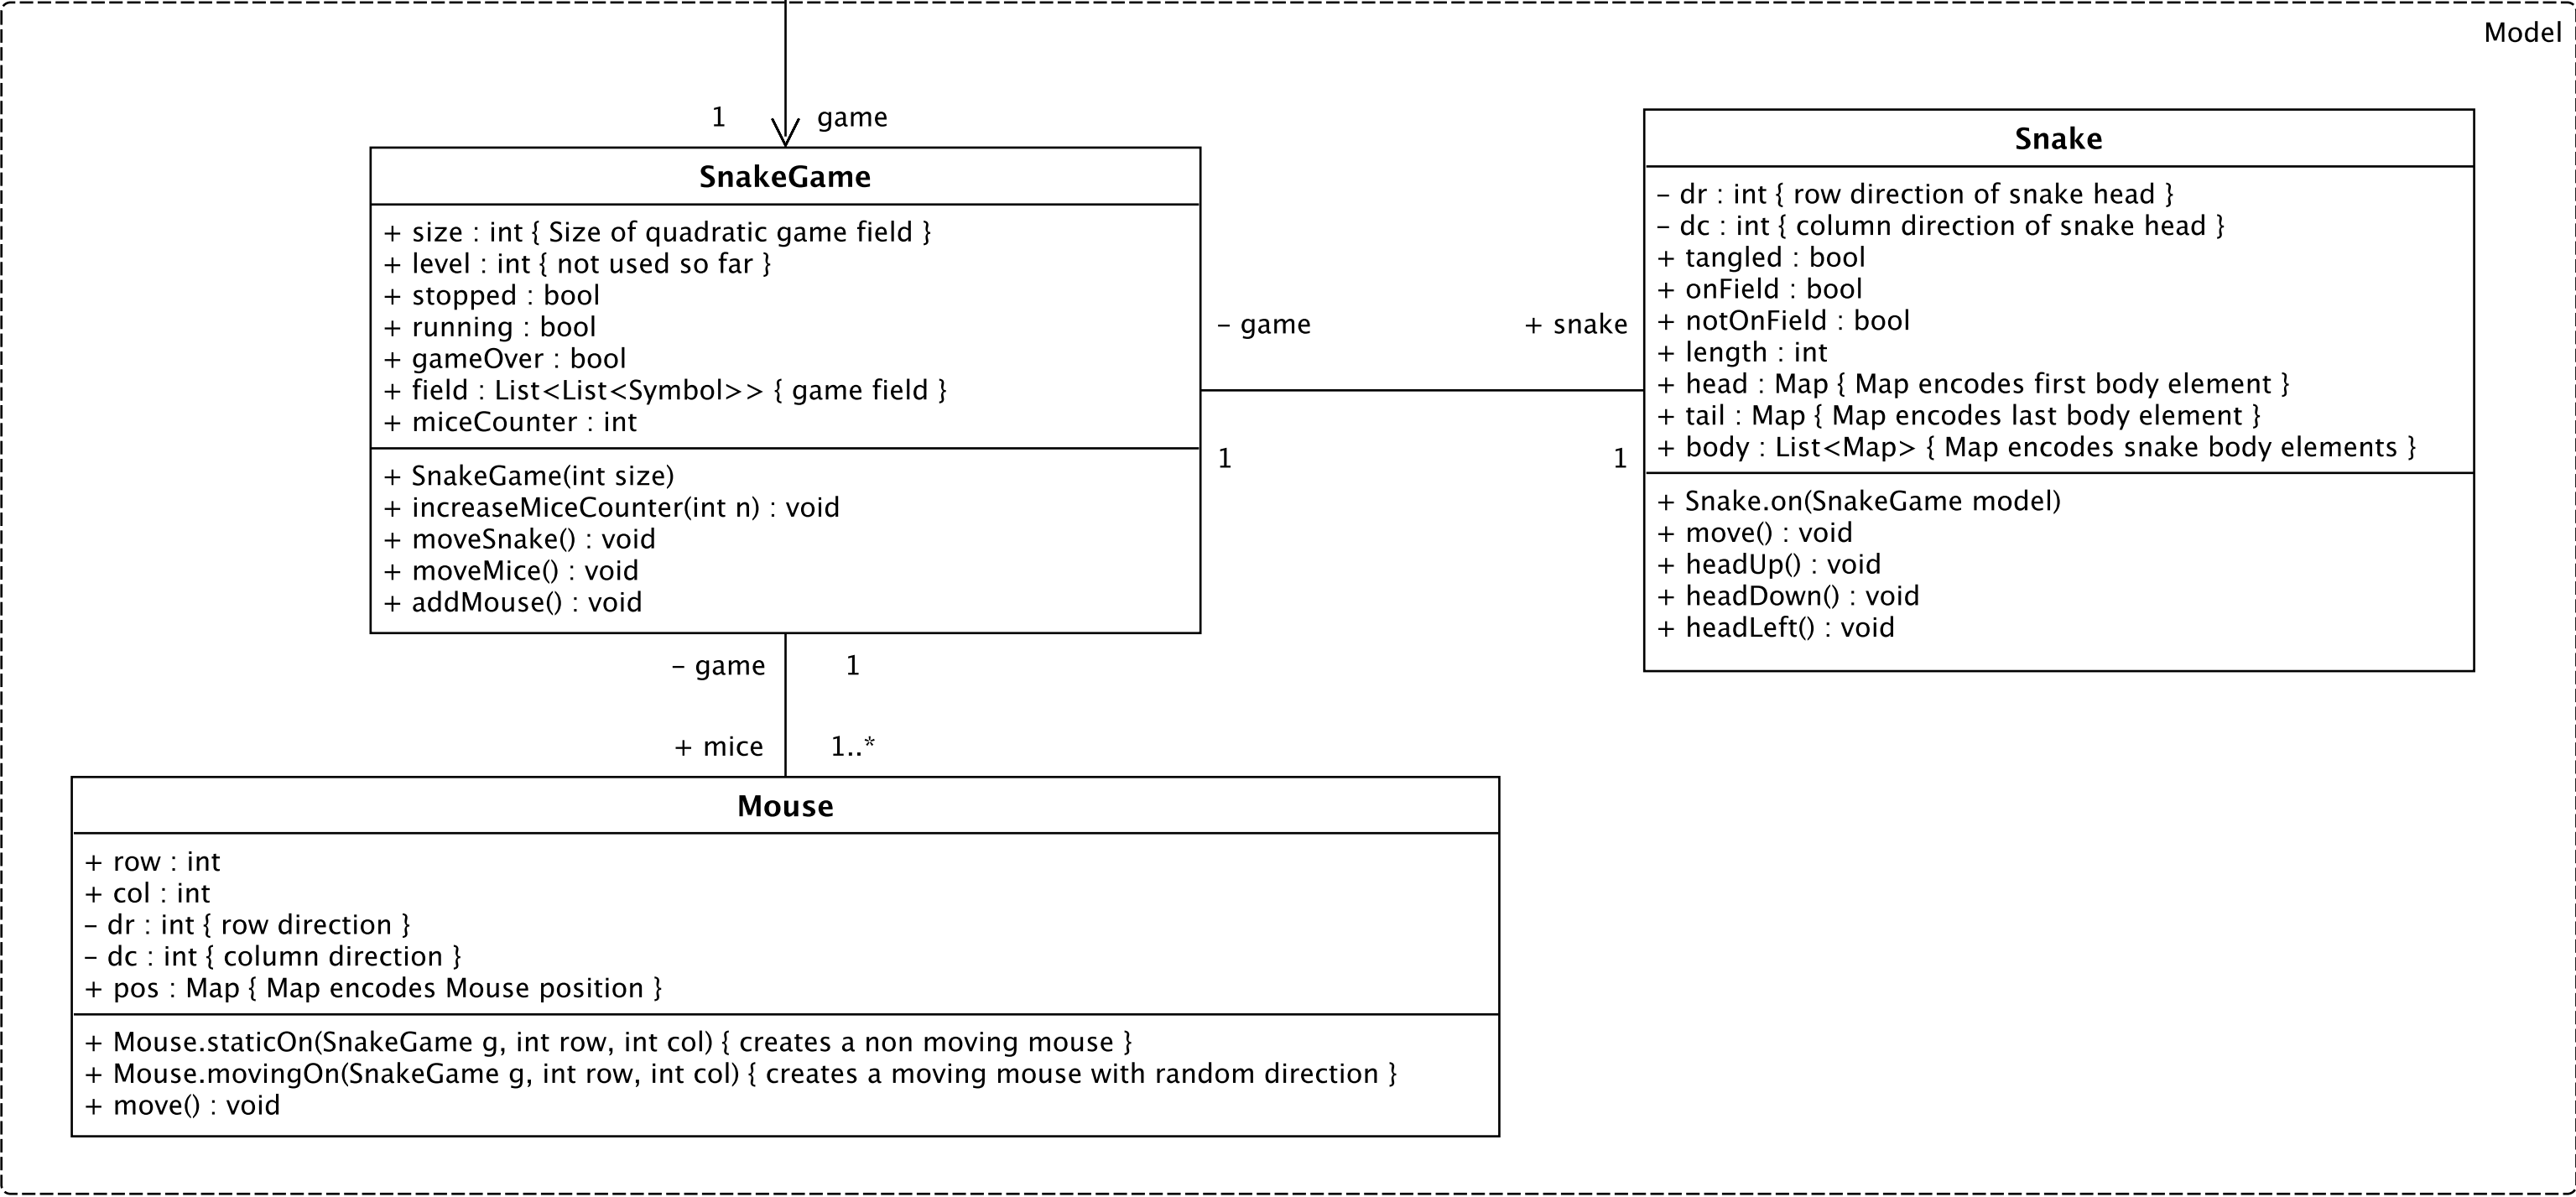 Model
1 game
SnakeGame
+ size : int { Size of quadratic game field }
+ level : int { not used so far }
+ stopped : bool
+ running : bool
+ gameOver : bool
+ field : List<List<Symbol>> { game field }
+ miceCounter : int
+ SnakeGame(int size)
+ increaseMiceCounter(int n) : void
+ moveSnake() : void
+ moveMice() : void
+ addMouse() : void
– game + snake
1 1
Snake
– dr : int { row direction of snake head }
– dc : int { column direction of snake head }
+ tangled : bool
+ onField : bool
+ notOnField : bool
+ length : int
+ head : Map { Map encodes first body element }
+ tail : Map { Map encodes last body element }
+ body : List<Map> { Map encodes snake body elements }
+ Snake.on(SnakeGame model)
+ move() : void
+ headUp() : void
+ headDown() : void
+ headLeft() : void
– game 1
+ mice 1..*
Mouse
+ row : int
+ col : int
– dr : int { row direction }
– dc : int { column direction }
+ pos : Map { Map encodes Mouse position }
+ Mouse.staticOn(SnakeGame g, int row, int col) { creates a non moving mouse }
+ Mouse.movingOn(SnakeGame g, int row, int col) { creates a moving mouse with random direction }
+ move() : void